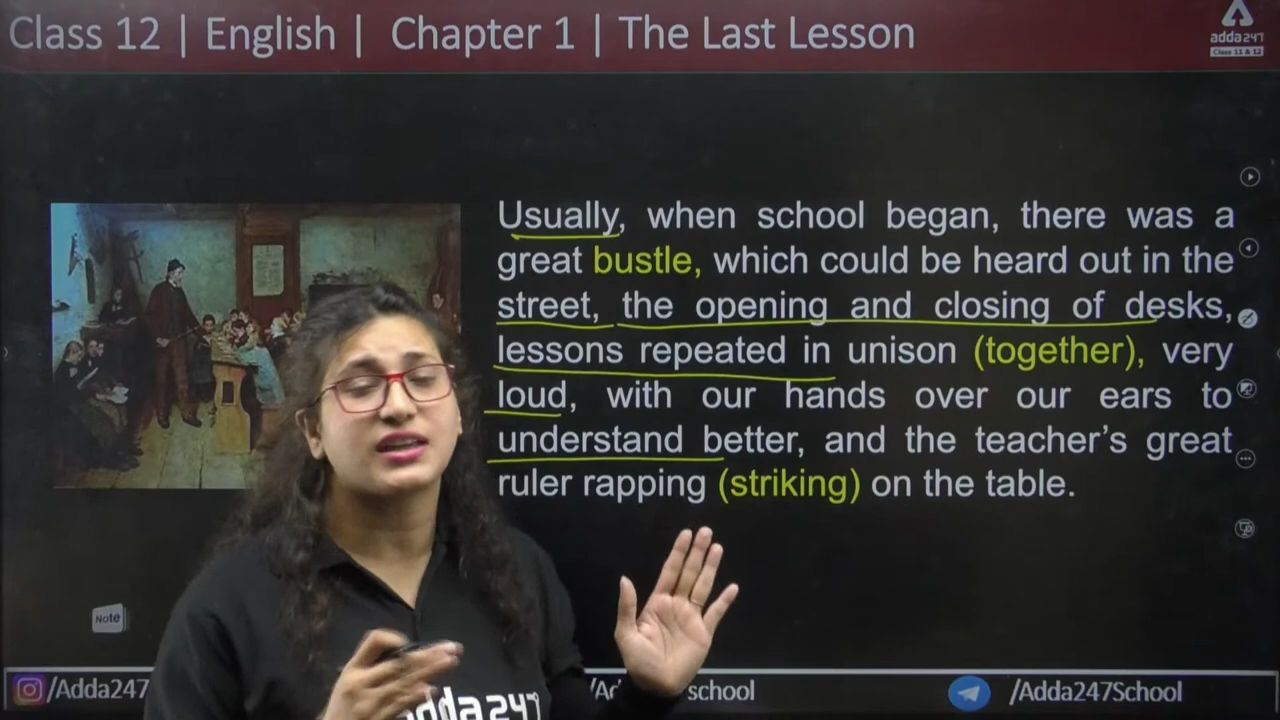 Class 12 | English | Chapter 1 | The Last Lesson
adda247
Class 11 & 12
Usually, when school began, there was a
great bustle, which could be heard out in the
street, the opening and closing of desks,
lessons repeated in unison (together), very
loud, with our hands over our ears to
understand better, and the teacher's great
ruler rapping (striking) on the table.
Note
/Adda247
school
/Adda247School
adda247